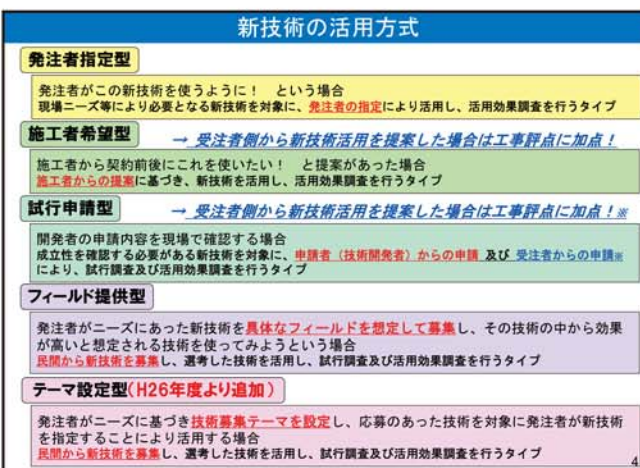 新技術の活用方式
発注者指定型
発注者がこの新技術を使うように！　という場合
現場ニーズ等により必要となる新技術を対象に、発注者の指定により活用し、活用効果調査を行うタイプ
施工者希望型
→ 受注者側から新技術活用を提案した場合は工事評点に加点！
施工者から契約前後にこれを使いたい！　と提案があった場合
施工者からの提案に基づき、新技術を活用し、活用効果調査を行うタイプ
試行申請型
→ 受注者側から新技術活用を提案した場合は工事評点に加点！※
開発者の申請内容を現場で確認する場合
成立性を確認する必要がある新技術を対象に、申請者（技術開発者）からの申請 及び 受注者からの申請※
により、試行調査及び活用効果調査を行うタイプ
フィールド提供型
発注者がニーズにあった新技術を具体なフィールドを想定して募集し、その技術の中から効果
が高いと想定される技術を使ってみようという場合
民間から新技術を募集し、選考した技術を活用し、試行調査及び活用効果調査を行うタイプ
テーマ設定型(H26年度より追加)
発注者がニーズに基づき技術募集テーマを設定し、応募のあった技術を対象に発注者が新技術
を指定することにより活用する場合
民間から新技術を募集し、選考した技術を活用し、試行調査及び活用効果調査を行うタイプ
4